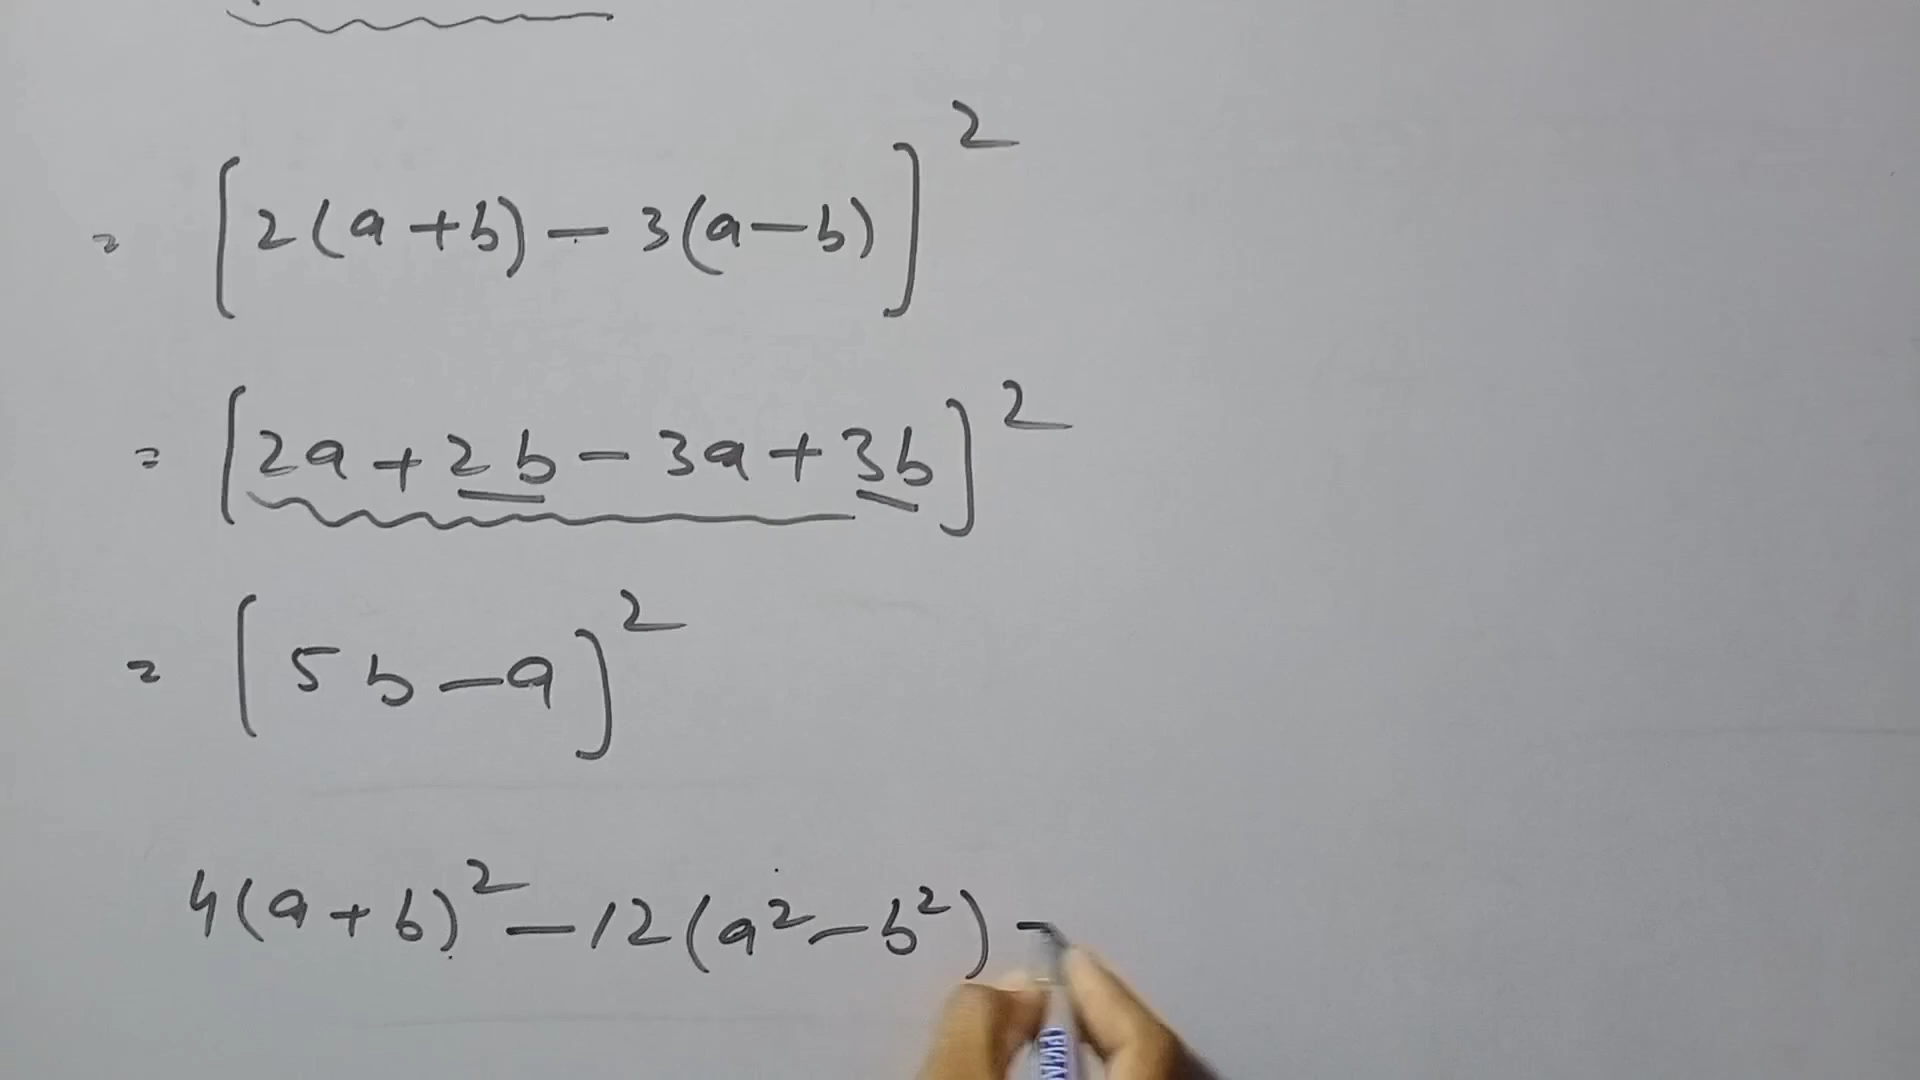 = [2(a+b) - 3(a-b)]²
= [2a + 2b - 3a + 3b]²
= [5b - a]²
4(a+b)² - 12(a² - b²) -